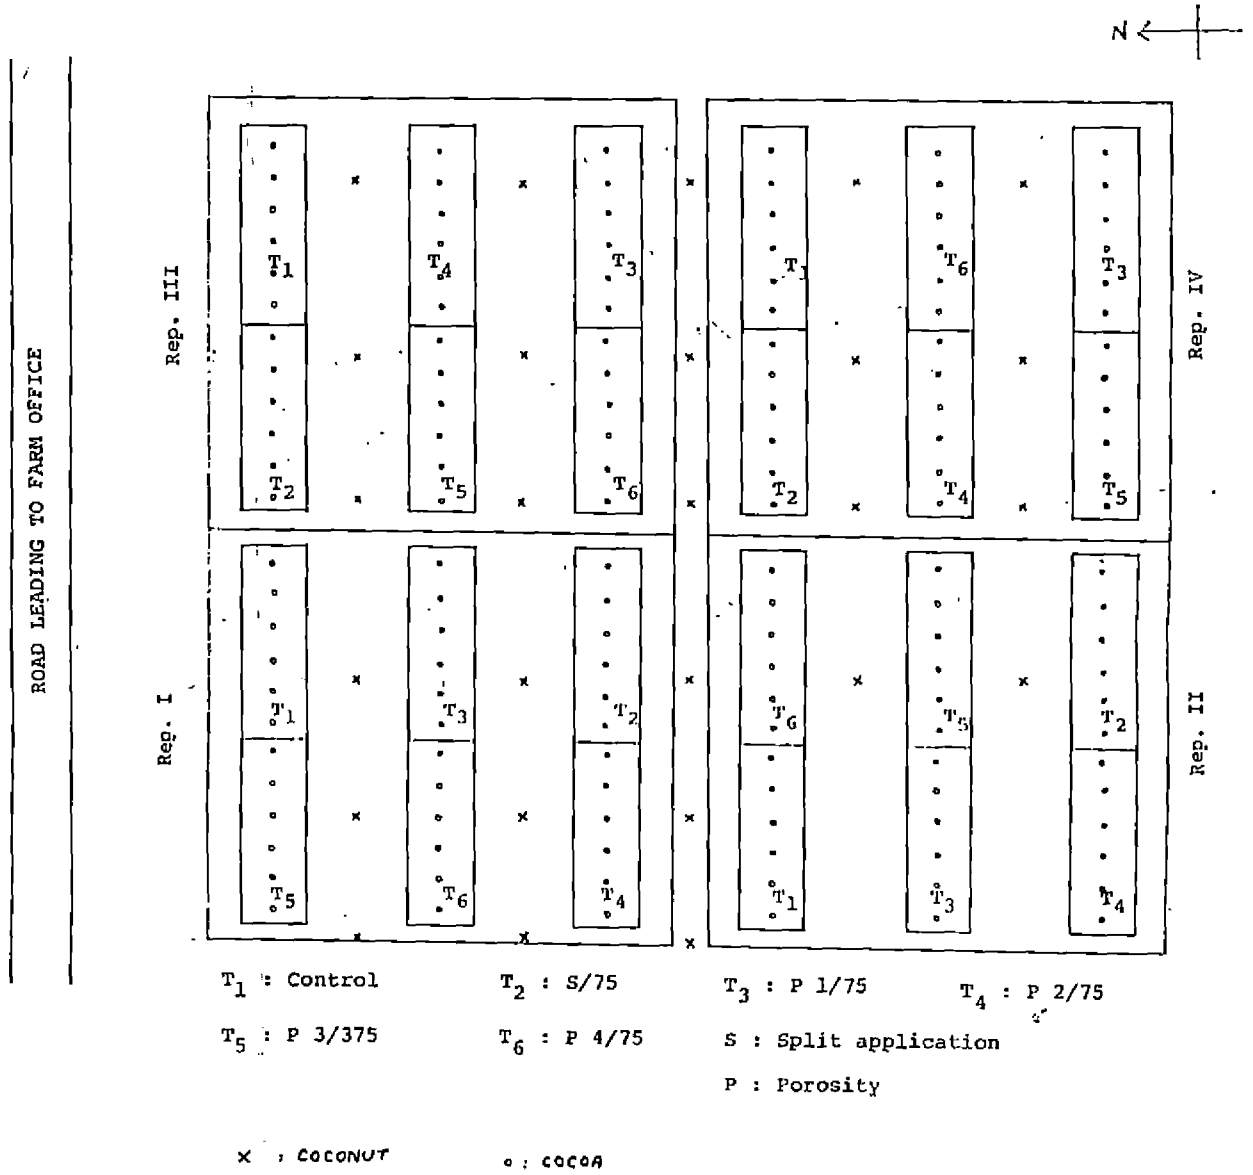 N
ROAD LEADING TO FARM OFFICE
Rep. III
Rep. IV
T1 T4 T3 T1 T6 T3
T2 T5 T6 T2 T4 T5
Rep. I
Rep. II
T1 T3 T2 T6 T5 T2
T5 T6 T4 T1 T3 T4
T1 : Control T2 : S/75 T3 : P 1/75 T4 : P 2/75
T5 : P 3/375 T6 : P 4/75 S : Split application
P : Porosity
x : COCONUT o : COCOA